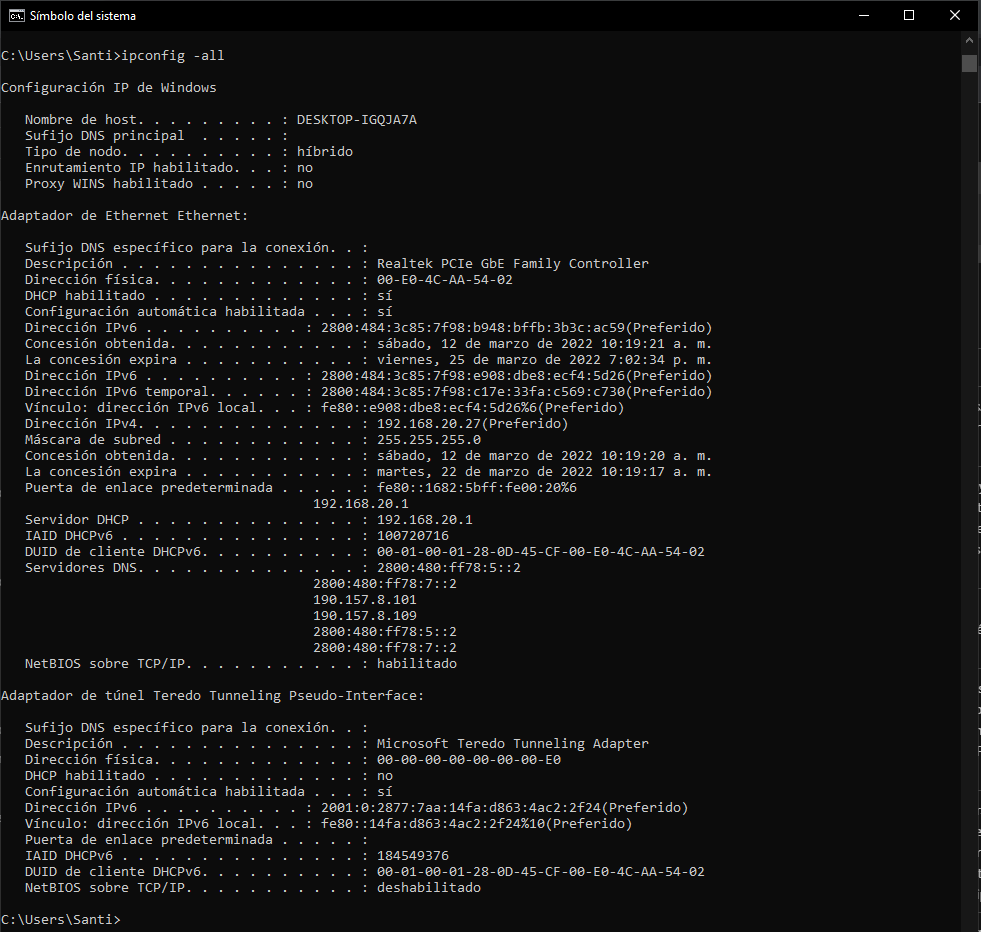 Símbolo del sistema
C:\Users\Santi>ipconfig -all
Configuración IP de Windows
Nombre de host. . . . . . . . . : DESKTOP-IGQJA7A
Sufijo DNS principal  . . . . . :
Tipo de nodo. . . . . . . . . . : híbrido
Enrutamiento IP habilitado. . . : no
Proxy WINS habilitado . . . . . : no
Adaptador de Ethernet Ethernet:
Sufijo DNS específico para la conexión. . :
Descripción . . . . . . . . . . . . . . . : Realtek PCIe GbE Family Controller
Dirección física. . . . . . . . . . . . . : 00-E0-4C-AA-54-02
DHCP habilitado . . . . . . . . . . . . . : sí
Configuración automática habilitada . . . : sí
Dirección IPv6 . . . . . . . . . . : 2800:484:3c85:7f98:b948:bffb:3b3c:ac59(Preferido)
Concesión obtenida. . . . . . . . . . . . : sábado, 12 de marzo de 2022 10:19:21 a. m.
La concesión expira . . . . . . . . . . . : viernes, 25 de marzo de 2022 7:02:34 p. m.
Dirección IPv6 . . . . . . . . . . : 2800:484:3c85:7f98:e908:dbe8:ecf4:5d26(Preferido)
Dirección IPv6 temporal. . . . . . : 2800:484:3c85:7f98:c17e:33fa:c569:c730(Preferido)
Vínculo: dirección IPv6 local. . . : fe80::e908:dbe8:ecf4:5d26%6(Preferido)
Dirección IPv4. . . . . . . . . . . . . . : 192.168.20.27(Preferido)
Máscara de subred . . . . . . . . . . . . : 255.255.255.0
Concesión obtenida. . . . . . . . . . . . : sábado, 12 de marzo de 2022 10:19:20 a. m.
La concesión expira . . . . . . . . . . . : martes, 22 de marzo de 2022 10:19:17 a. m.
Puerta de enlace predeterminada . . . . . : fe80::1682:5bff:fe00:20%6
192.168.20.1
Servidor DHCP . . . . . . . . . . . . . . : 192.168.20.1
IAID DHCPv6 . . . . . . . . . . . . . . . : 100720716
DUID de cliente DHCPv6. . . . . . . . . . : 00-01-00-01-28-0D-45-CF-00-E0-4C-AA-54-02
Servidores DNS. . . . . . . . . . . . . . : 2800:480:ff78:5::2
2800:480:ff78:7::2
190.157.8.101
190.157.8.109
2800:480:ff78:5::2
2800:480:ff78:7::2
NetBIOS sobre TCP/IP. . . . . . . . . . . : habilitado
Adaptador de túnel Teredo Tunneling Pseudo-Interface:
Sufijo DNS específico para la conexión. . :
Descripción . . . . . . . . . . . . . . . : Microsoft Teredo Tunneling Adapter
Dirección física. . . . . . . . . . . . . : 00-00-00-00-00-00-00-E0
DHCP habilitado . . . . . . . . . . . . . : no
Configuración automática habilitada . . . : sí
Dirección IPv6 . . . . . . . . . . : 2001:0:2877:7aa:14fa:d863:4ac2:2f24(Preferido)
Vínculo: dirección IPv6 local. . . : fe80::14fa:d863:4ac2:2f24%10(Preferido)
Puerta de enlace predeterminada . . . . . :
IAID DHCPv6 . . . . . . . . . . . . . . . : 184549376
DUID de cliente DHCPv6. . . . . . . . . . : 00-01-00-01-28-0D-45-CF-00-E0-4C-AA-54-02
NetBIOS sobre TCP/IP. . . . . . . . . . . : deshabilitado
C:\Users\Santi>